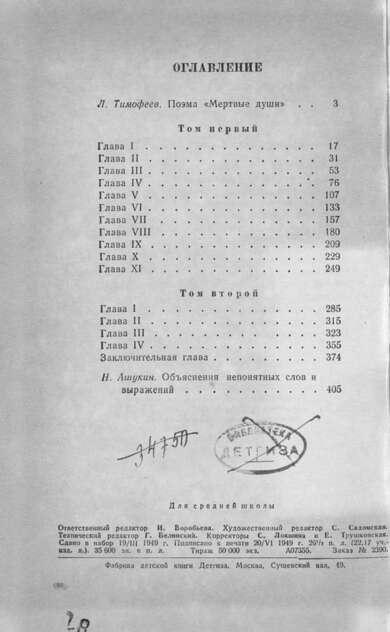 ОГЛАВЛЕНИЕ
Л. Тимофеев. Поэма «Мертвые души» . . 3
Том первый
Глава I . . . . . . . . . . . . . 17
Глава II . . . . . . . . . . . . . 31
Глава III . . . . . . . . . . . . . 53
Глава IV . . . . . . . . . . . . . 76
Глава V . . . . . . . . . . . . . 107
Глава VI . . . . . . . . . . . . . 133
Глава VII . . . . . . . . . . . . . 157
Глава VIII . . . . . . . . . . . . 180
Глава IX . . . . . . . . . . . . . 209
Глава X . . . . . . . . . . . . . 229
Глава XI . . . . . . . . . . . . . 249
Том второй
Глава I . . . . . . . . . . . . . 285
Глава II . . . . . . . . . . . . . 315
Глава III . . . . . . . . . . . . . 323
Глава IV . . . . . . . . . . . . . 355
Заключительная глава . . . . . . . . . 374
Н. Ашукин. Объяснения непонятных слов и
выражений . . . . . . . . . . . . 405
34750
БИБЛИОТЕКА
ДЕТГИЗА
Для средней школы
Ответственный редактор И. Воробьева. Художественный редактор С. Сахонская.
Технический редактор Г. Белинский. Корректоры С. Локшина и Е. Трушковская.
Сдано в набор 19/III 1949 г. Подписано к печати 20/VI 1949 г. 26½ п. л. (22,17 уч.-
изд. л.). 35 600 зн. в п. л. Тираж 50 000 экз. А07355. Заказ № 2390.
Фабрика детской книги Детгиза. Москва, Сущевский вал, 49.